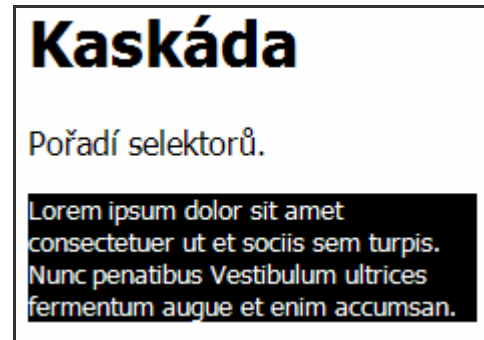 Kaskáda
Pořadí selektorů.
Lorem ipsum dolor sit amet
consectetuer ut et sociis sem turpis.
Nunc penatibus Vestibulum ultrices
fermentum augue et enim accumsan.